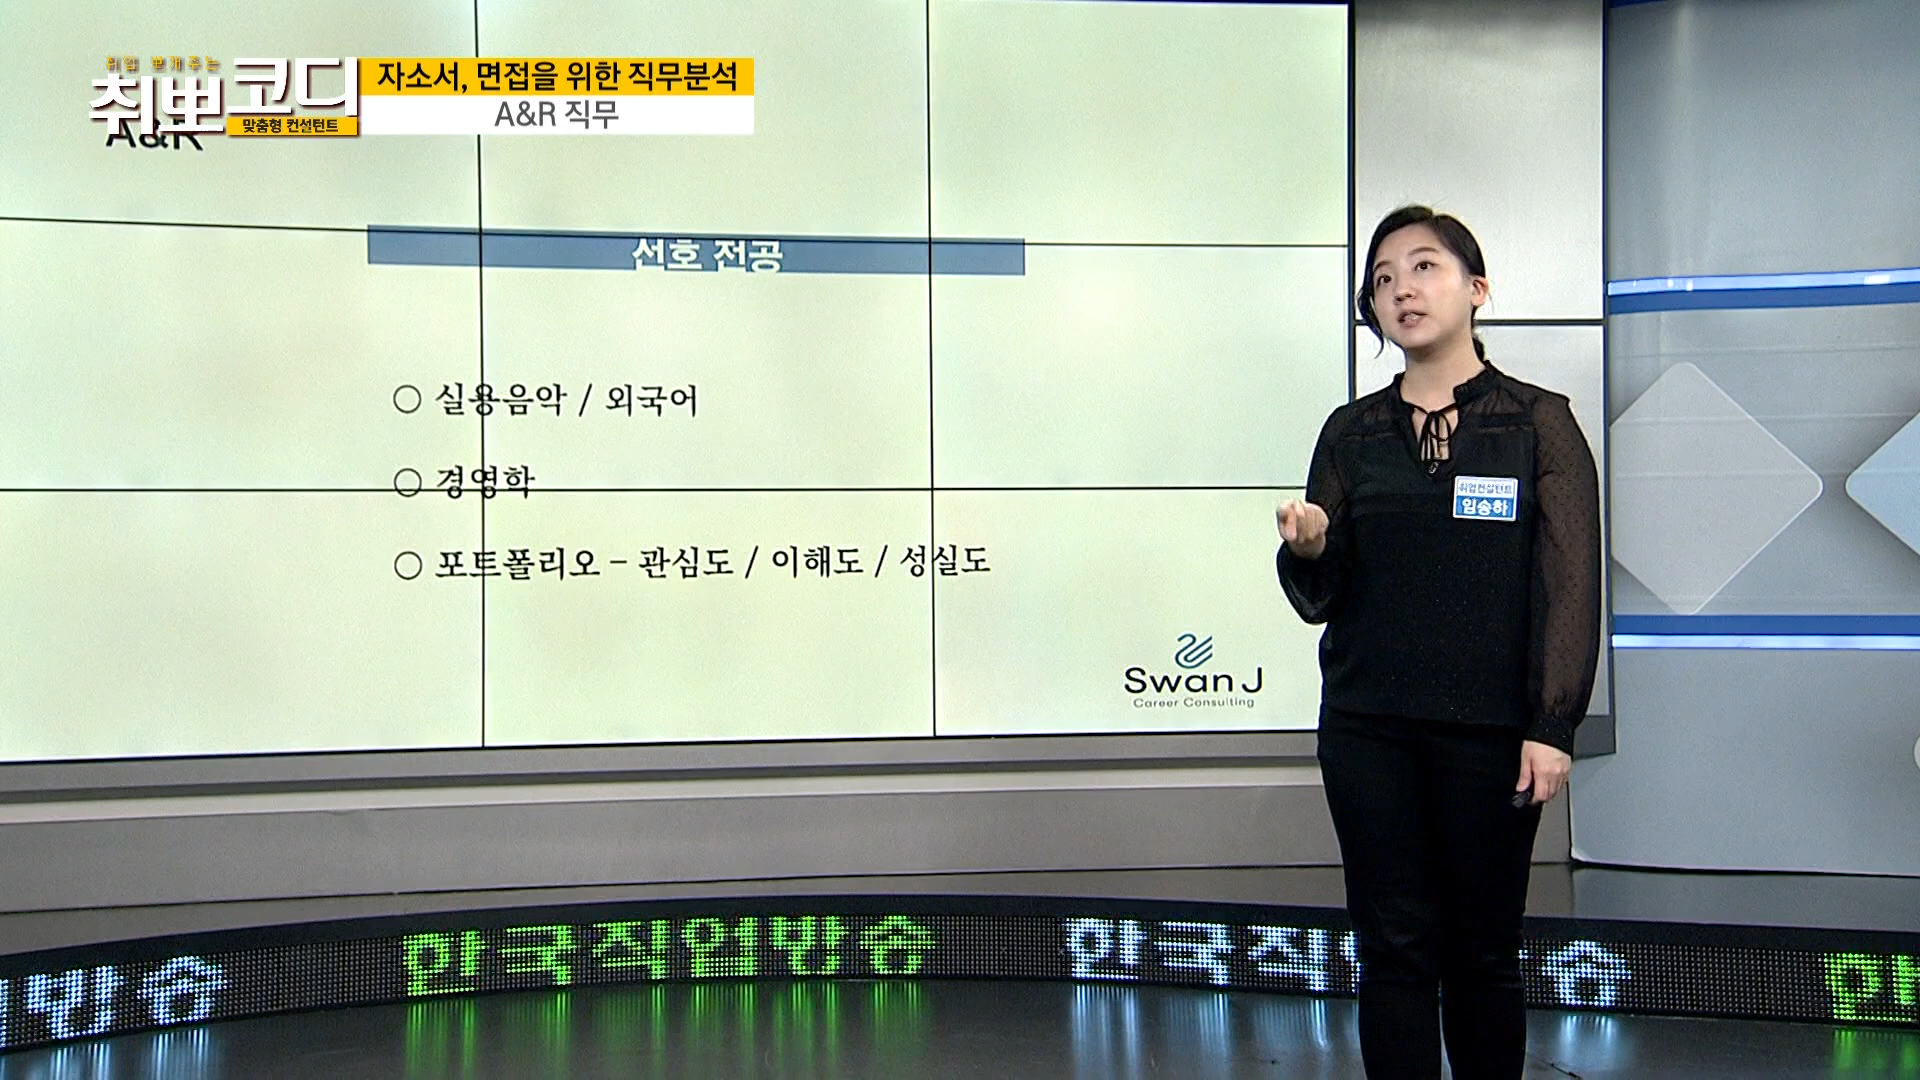 취업 뽀개주는
취뽀코디
맞춤형 컨설턴트
자소서, 면접을 위한 직무분석
A&R 직무
A&R
선호 전공
○ 실용음악 / 외국어
○ 경영학
○ 포트폴리오 – 관심도 / 이해도 / 성실도
Swan J
Career Consulting
취업컨설턴트
임송하
업방송 한국직업방송 한국직 송